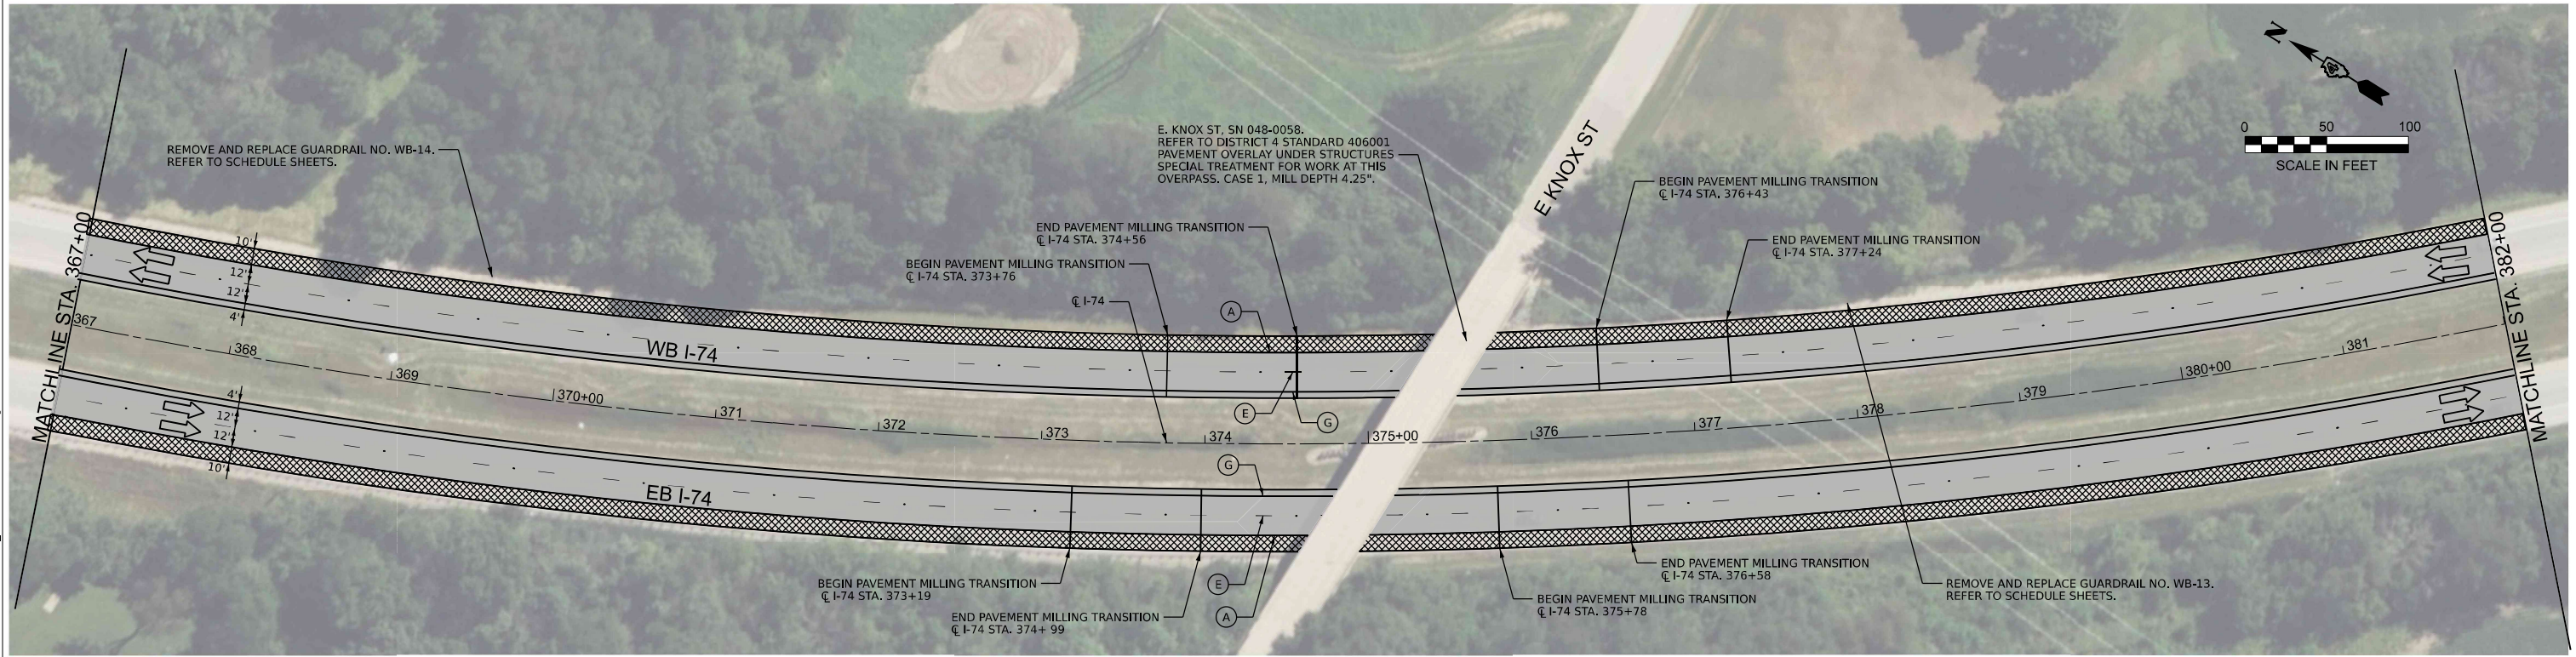 N
4
0 50 100
SCALE IN FEET
REMOVE AND REPLACE GUARDRAIL NO. WB-14.
REFER TO SCHEDULE SHEETS.
E. KNOX ST, SN 048-0058.
REFER TO DISTRICT 4 STANDARD 406001
PAVEMENT OVERLAY UNDER STRUCTURES
SPECIAL TREATMENT FOR WORK AT THIS
OVERPASS. CASE 1, MILL DEPTH 4.25".
E KNOX ST
BEGIN PAVEMENT MILLING TRANSITION
℄ I-74 STA. 376+43
END PAVEMENT MILLING TRANSITION
℄ I-74 STA. 374+56
END PAVEMENT MILLING TRANSITION
℄ I-74 STA. 377+24
BEGIN PAVEMENT MILLING TRANSITION
℄ I-74 STA. 373+76
℄ I-74
A
MATCHLINE STA. 367+00
MATCHLINE STA. 382+00
10'
12'
12'
4'
WB I-74
E
G
367
368
369
370+00
371
372
373
374
375+00
376
377
378
379
380+00
381
4'
12'
12'
10'
G
EB I-74
E
A
BEGIN PAVEMENT MILLING TRANSITION
℄ I-74 STA. 373+19
END PAVEMENT MILLING TRANSITION
℄ I-74 STA. 374+ 99
END PAVEMENT MILLING TRANSITION
℄ I-74 STA. 376+58
BEGIN PAVEMENT MILLING TRANSITION
℄ I-74 STA. 375+78
REMOVE AND REPLACE GUARDRAIL NO. WB-13.
REFER TO SCHEDULE SHEETS.